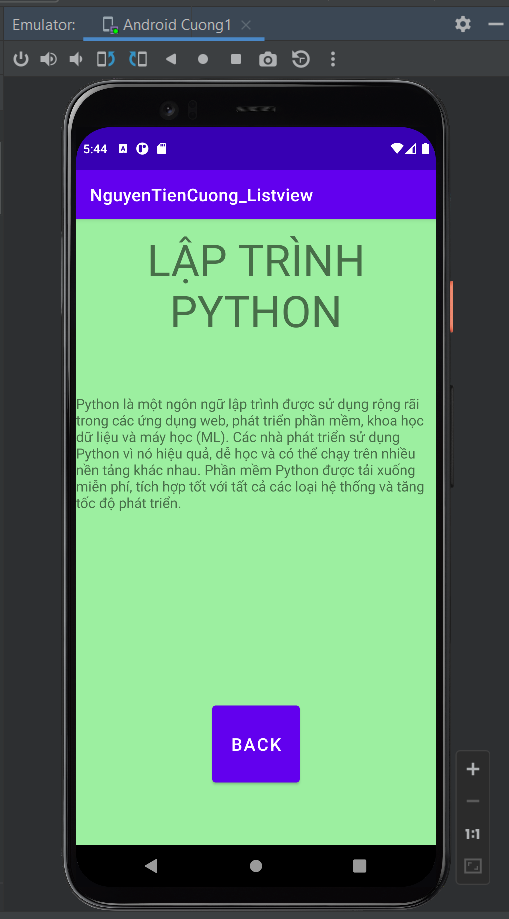 Emulator: Android Cuong1
5:44
NguyenTienCuong_Listview
LẬP TRÌNH
PYTHON
Python là một ngôn ngữ lập trình được sử dụng rộng rãi
trong các ứng dụng web, phát triển phần mềm, khoa học
dữ liệu và máy học (ML). Các nhà phát triển sử dụng
Python vì nó hiệu quả, dễ học và có thể chạy trên nhiều
nền tảng khác nhau. Phần mềm Python được tải xuống
miễn phí, tích hợp tốt với tất cả các loại hệ thống và tăng
tốc độ phát triển.
BACK
1:1